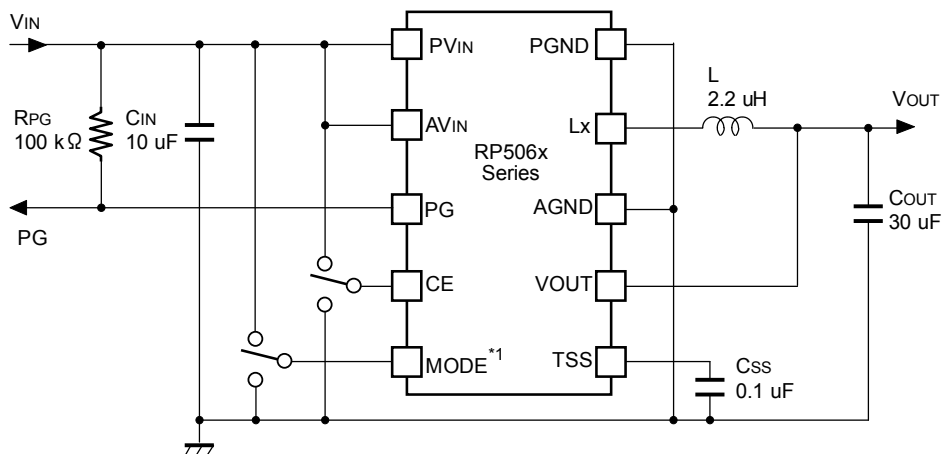 VIN
RPG
100 kΩ
CIN
10 uF
PG
PVIN
AVIN
PG
CE
MODE*1
RP506x
Series
PGND
Lx
AGND
VOUT
TSS
L
2.2 uH
VOUT
COUT
30 uF
CSS
0.1 uF